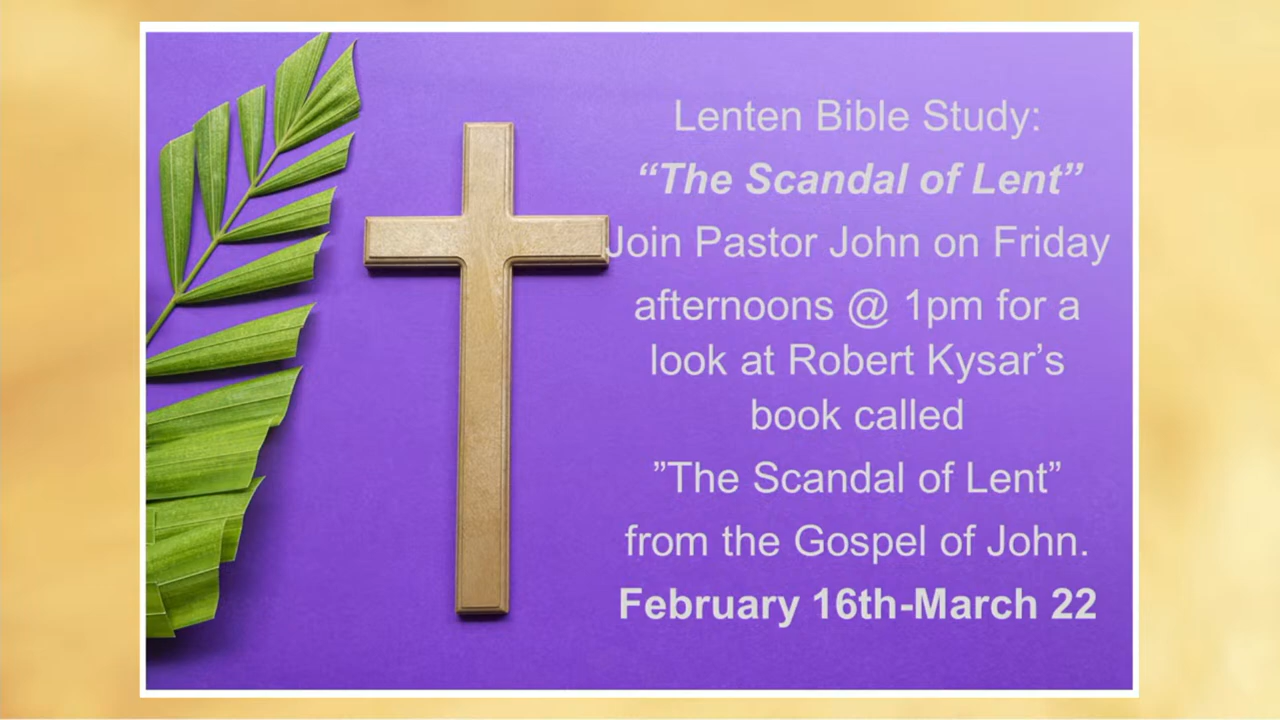 Lenten Bible Study:
“The Scandal of Lent”
Join Pastor John on Friday
afternoons @ 1pm for a
look at Robert Kysar’s
book called
”The Scandal of Lent”
from the Gospel of John.
February 16th-March 22